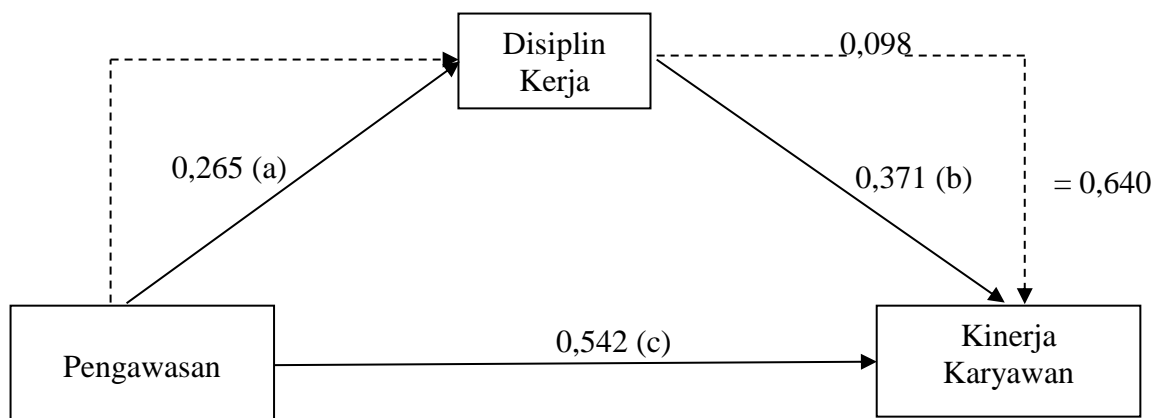 Disiplin
Kerja
0,098
0,265 (a)
0,371 (b)
= 0,640
Pengawasan
0,542 (c)
Kinerja
Karyawan